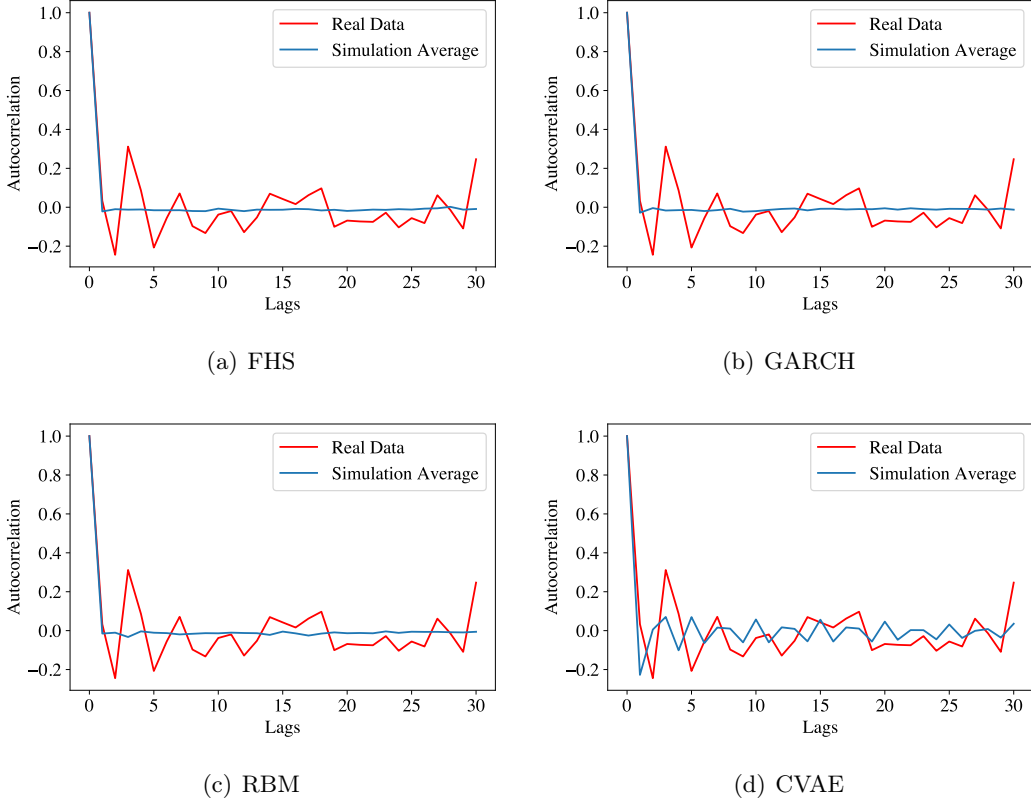 1.0
0.8
0.6
0.4
0.2
0.0
−0.2
Autocorrelation
Real Data
Simulation Average
0 5 10 15 20 25 30
Lags
(a) FHS
1.0
0.8
0.6
0.4
0.2
0.0
−0.2
Autocorrelation
Real Data
Simulation Average
0 5 10 15 20 25 30
Lags
(b) GARCH
1.0
0.8
0.6
0.4
0.2
0.0
−0.2
Autocorrelation
Real Data
Simulation Average
0 5 10 15 20 25 30
Lags
(c) RBM
1.0
0.8
0.6
0.4
0.2
0.0
−0.2
Autocorrelation
Real Data
Simulation Average
0 5 10 15 20 25 30
Lags
(d) CVAE